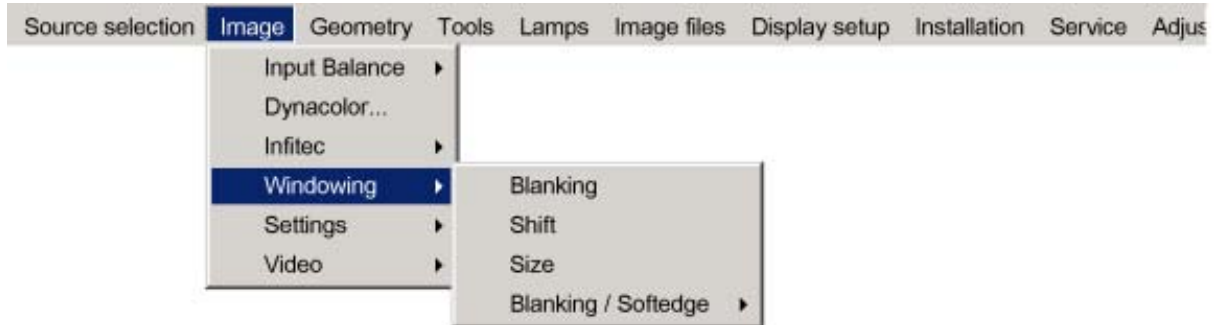 Source selection Image Geometry Tools Lamps Image files Display setup Installation Service Adjus
Input Balance
Dynacolor...
Infitec
Windowing
Settings
Video
Blanking
Shift
Size
Blanking / Softedge